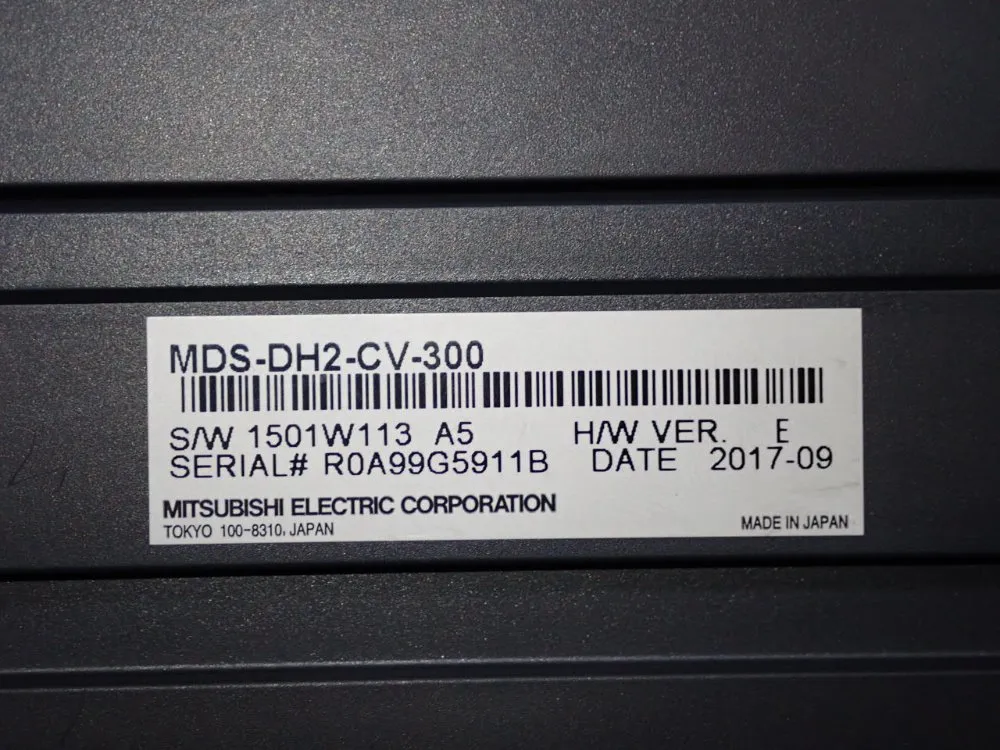 MDS-DH2-CV-300
S/W 1501W113 A5 H/W VER. E
SERIAL# R0A99G5911B DATE 2017-09
MITSUBISHI ELECTRIC CORPORATION
TOKYO 100-8310, JAPAN MADE IN JAPAN